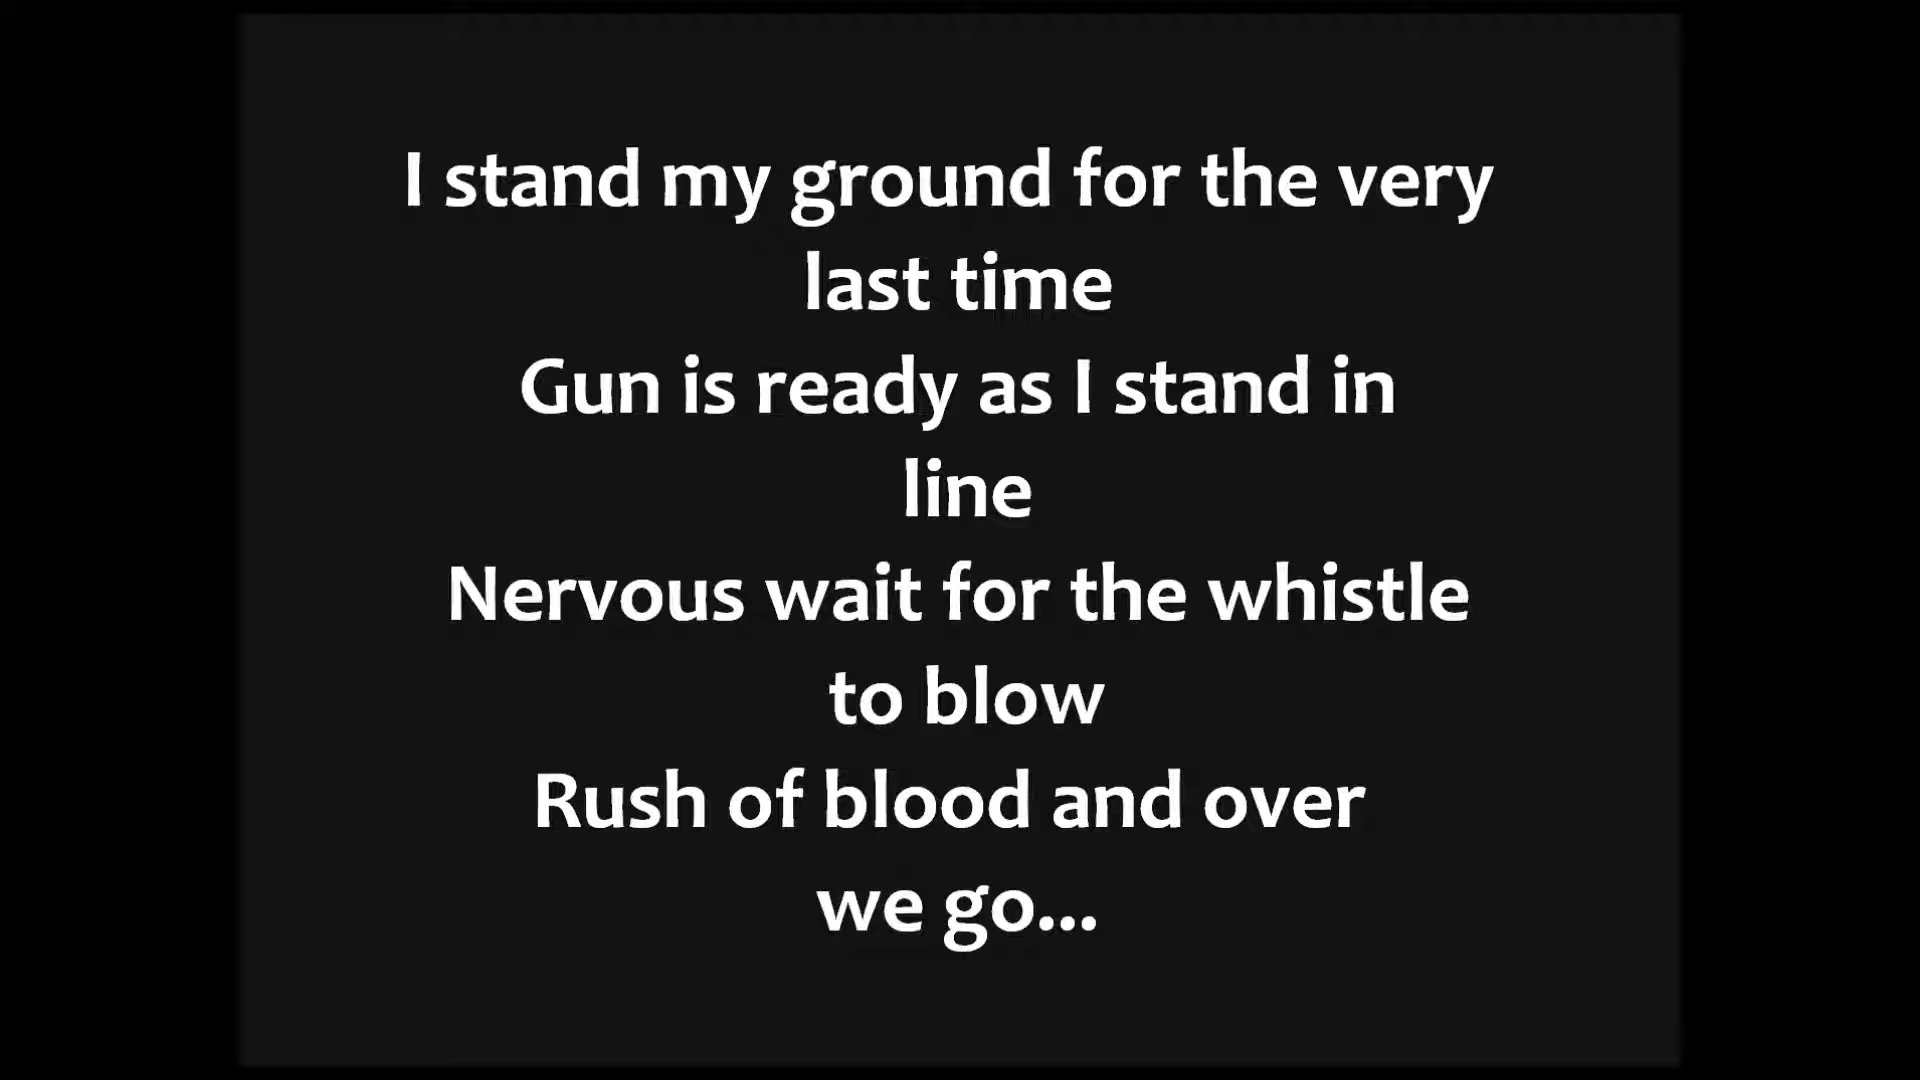 I stand my ground for the very
last time
Gun is ready as I stand in
line
Nervous wait for the whistle
to blow
Rush of blood and over
we go...